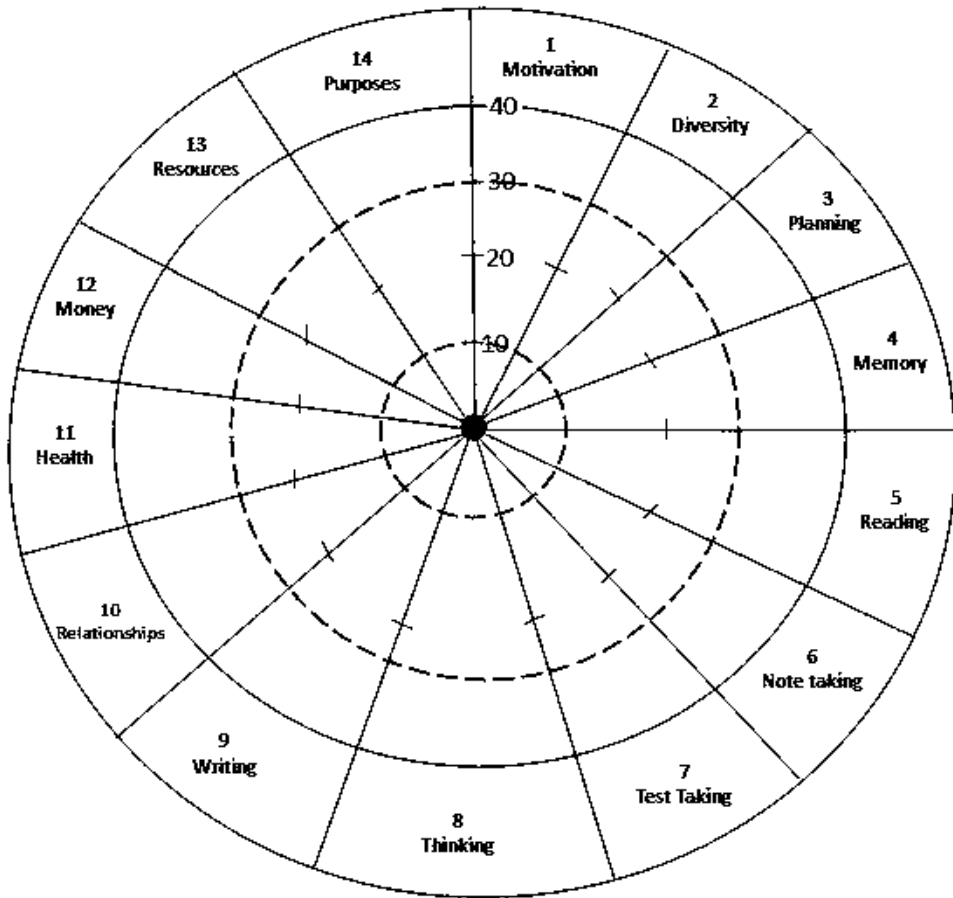 1
Motivation
2
Diversity
3
Planning
4
Memory
5
Reading
6
Note taking
7
Test Taking
8
Thinking
9
Writing
10
Relationships
11
Health
12
Money
13
Resources
14
Purposes
40
30
20
10